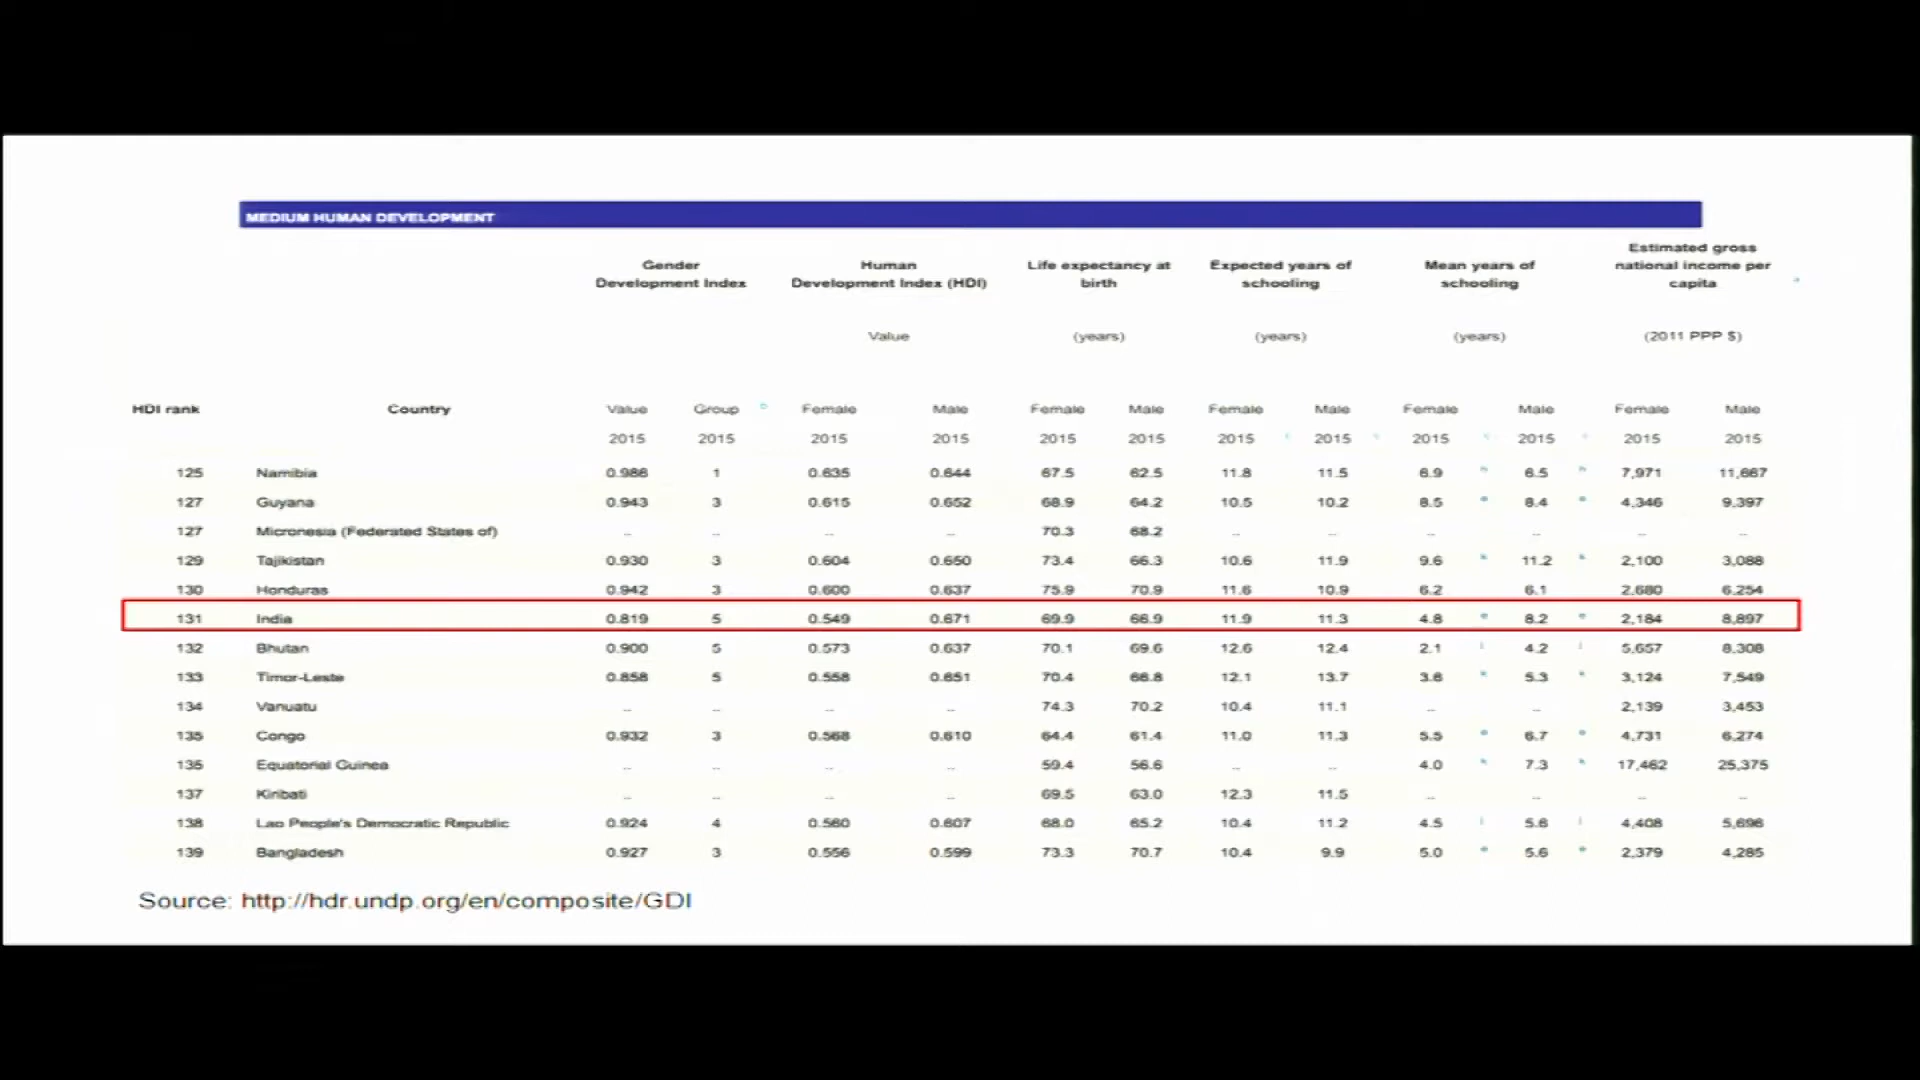 MEDIUM HUMAN DEVELOPMENT
Gender Development Index Human Development Index (HDI) Life expectancy at birth Expected years of schooling Mean years of schooling Estimated gross national income per capita
Value (years) (years) (years) (2011 PPP $)
HDI rank Country Value Group Female Male Female Male Female Male Female Male Female Male
2015 2015 2015 2015 2015 2015 2015 2015 2015 2015 2015 2015
125 Namibia 0.986 1 0.635 0.644 67.5 62.5 11.8 11.5 6.9 6.5 7,971 11,667
127 Guyana 0.943 3 0.615 0.652 68.9 64.2 10.5 10.2 8.5 8.4 4,346 9,397
127 Micronesia (Federated States of) .. .. .. .. 70.3 68.2 .. .. .. .. .. ..
129 Tajikistan 0.930 3 0.604 0.650 73.4 66.3 10.6 11.9 9.6 11.2 2,100 3,088
130 Honduras 0.942 3 0.600 0.637 75.9 70.9 11.6 10.9 6.2 6.1 2,680 6,254
131 India 0.819 5 0.549 0.671 69.9 66.9 11.9 11.3 4.8 8.2 2,184 8,897
132 Bhutan 0.900 5 0.573 0.637 70.1 69.6 12.6 12.4 2.1 4.2 5,657 8,308
133 Timor-Leste 0.858 5 0.558 0.651 70.4 66.8 12.1 13.7 3.6 5.3 3,124 7,549
134 Vanuatu .. .. .. .. 74.3 70.2 10.4 11.1 .. .. 2,139 3,453
135 Congo 0.932 3 0.568 0.610 64.4 61.4 11.0 11.3 5.5 6.7 4,731 6,274
135 Equatorial Guinea .. .. .. .. 59.4 56.6 .. .. 4.0 7.3 17,462 25,375
137 Kiribati .. .. .. .. 69.5 63.0 12.3 11.5 .. .. .. ..
138 Lao People's Democratic Republic 0.924 4 0.560 0.607 68.0 65.2 10.4 11.2 4.5 5.6 4,408 5,696
139 Bangladesh 0.927 3 0.556 0.599 73.3 70.7 10.4 9.9 5.0 5.6 2,379 4,285
Source: http://hdr.undp.org/en/composite/GDI